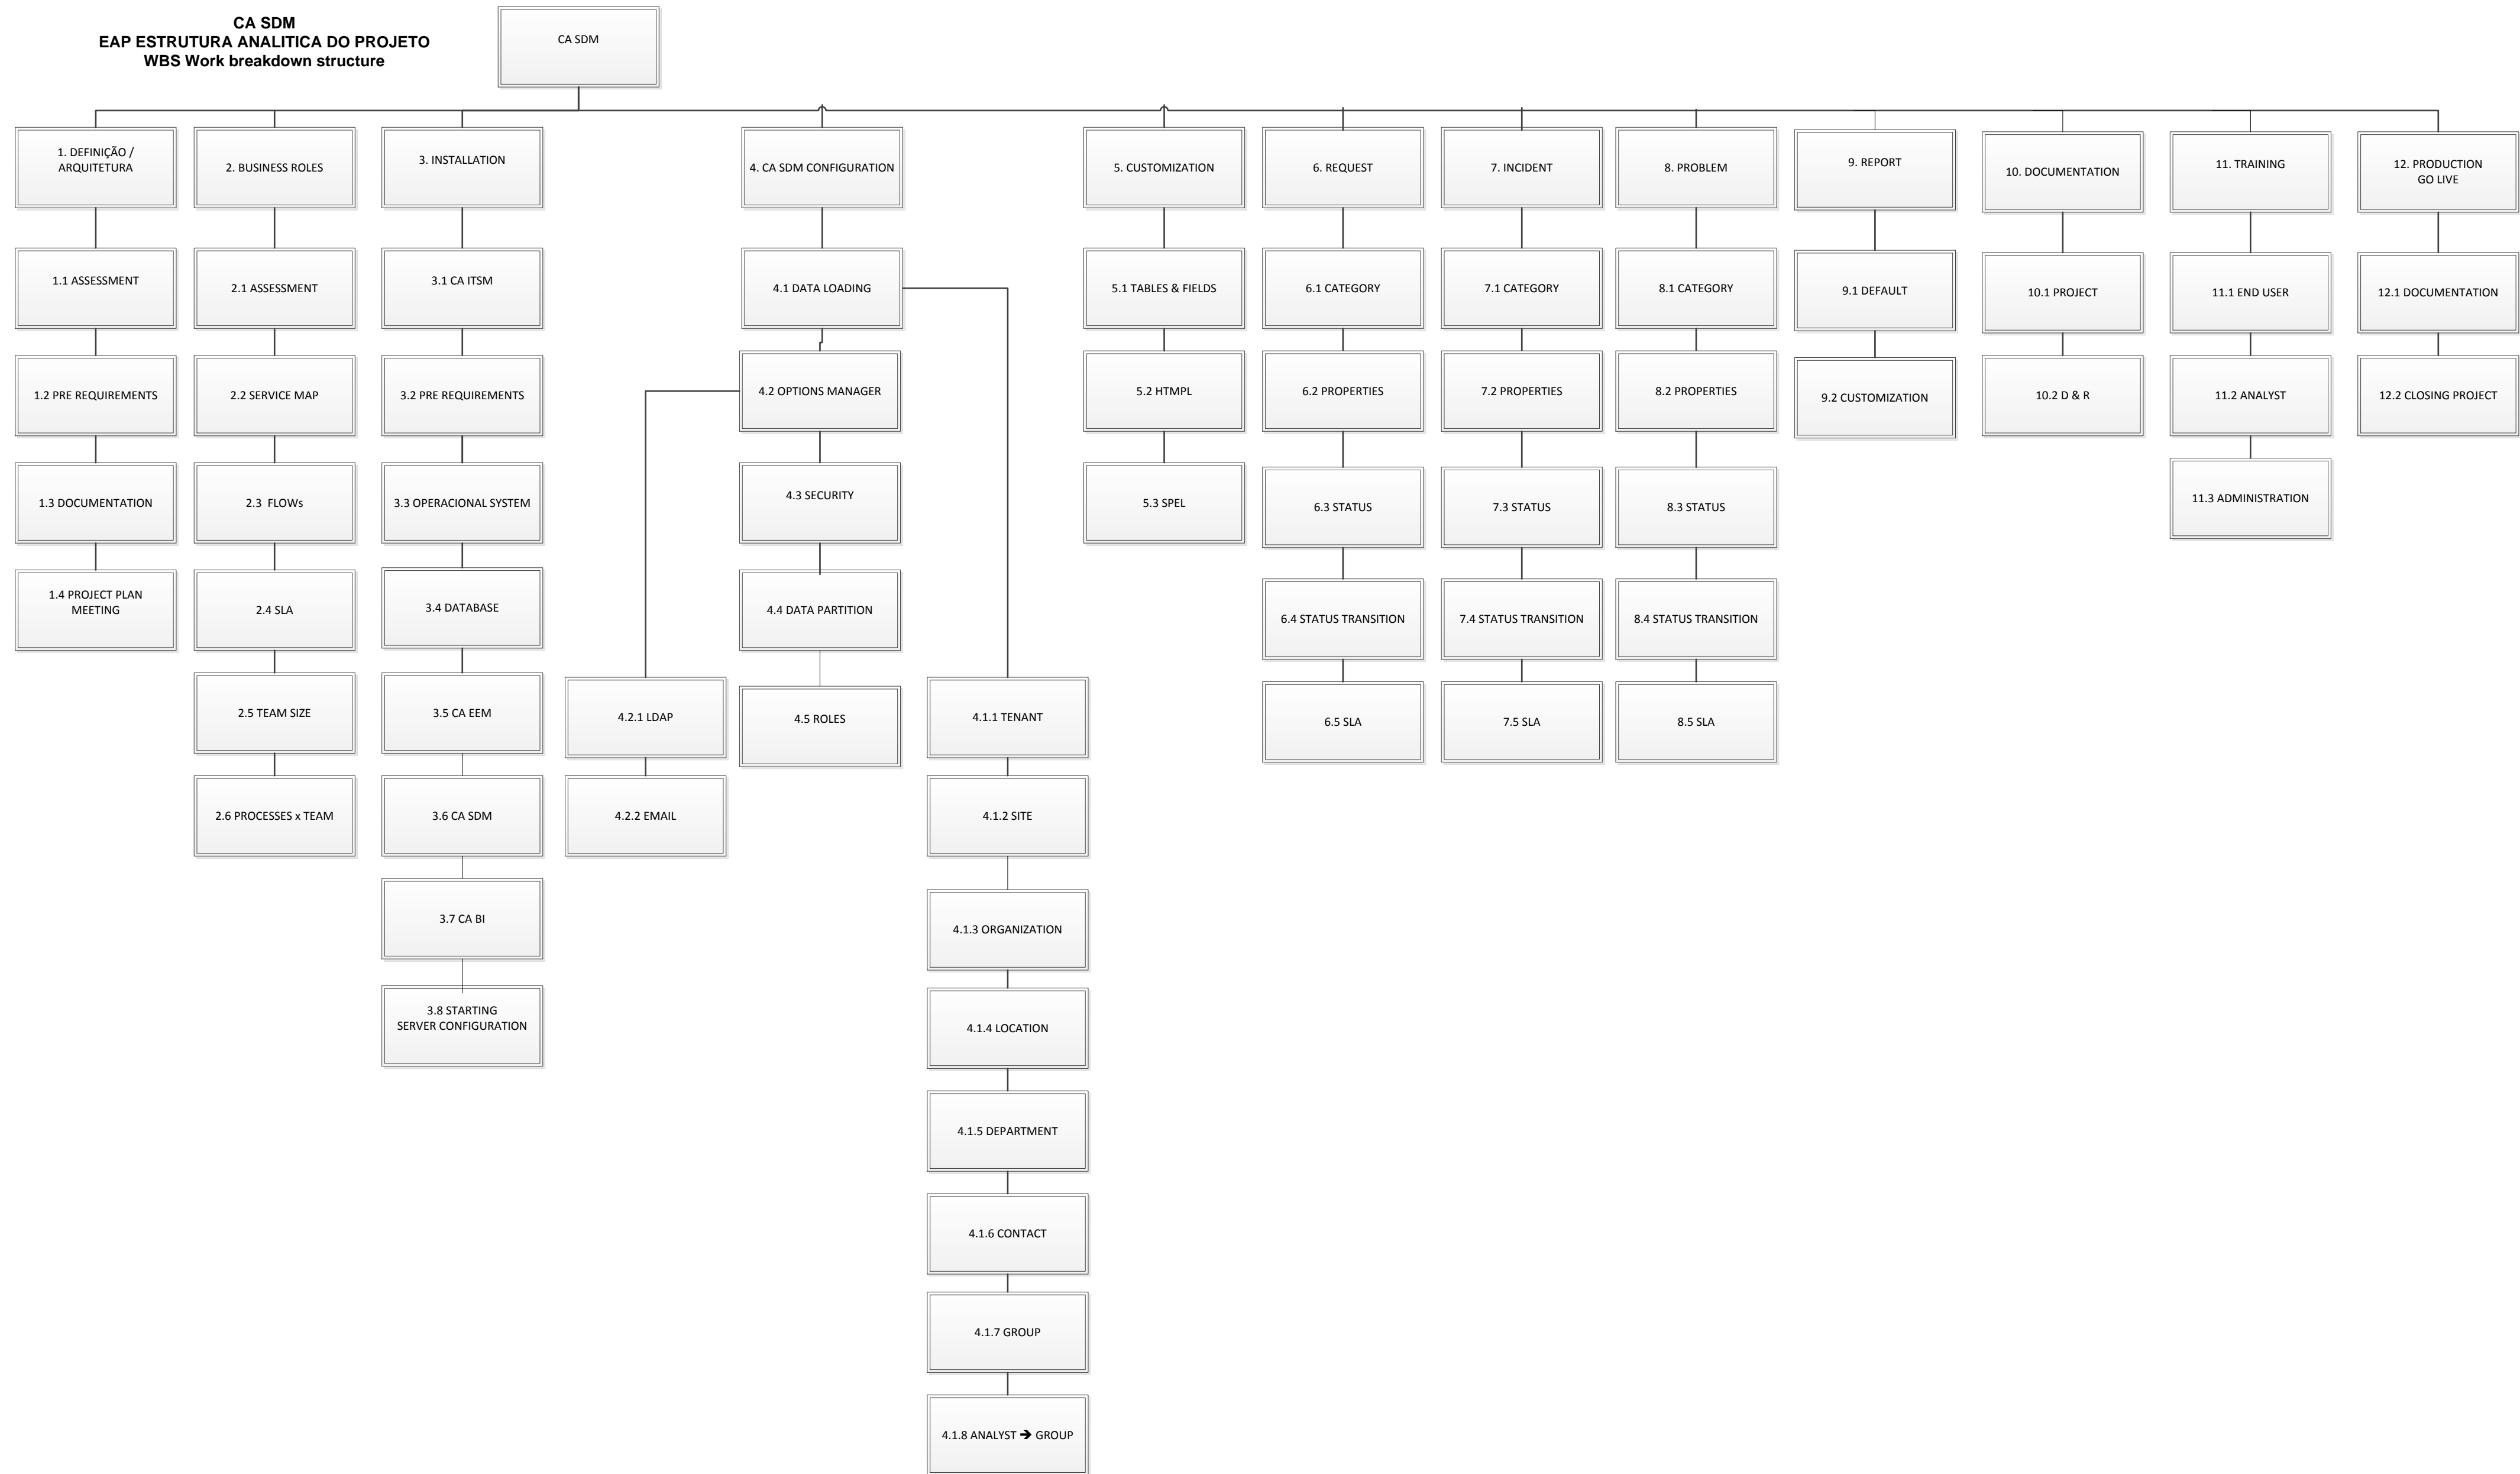 CA SDM
EAP ESTRUTURA ANALITICA DO PROJETO
WBS Work breakdown structure
CA SDM
1. DEFINIÇÃO /
ARQUITETURA
2. BUSINESS ROLES
3. INSTALLATION
4. CA SDM CONFIGURATION
5. CUSTOMIZATION
6. REQUEST
7. INCIDENT
8. PROBLEM
9. REPORT
10. DOCUMENTATION
11. TRAINING
12. PRODUCTION
GO LIVE
1.1 ASSESSMENT
2.1 ASSESSMENT
3.1 CA ITSM
4.1 DATA LOADING
5.1 TABLES & FIELDS
6.1 CATEGORY
7.1 CATEGORY
8.1 CATEGORY
9.1 DEFAULT
10.1 PROJECT
11.1 END USER
12.1 DOCUMENTATION
1.2 PRE REQUIREMENTS
2.2 SERVICE MAP
3.2 PRE REQUIREMENTS
4.2 OPTIONS MANAGER
5.2 HTMPL
6.2 PROPERTIES
7.2 PROPERTIES
8.2 PROPERTIES
9.2 CUSTOMIZATION
10.2 D & R
11.2 ANALYST
12.2 CLOSING PROJECT
1.3 DOCUMENTATION
2.3 FLOWs
3.3 OPERACIONAL SYSTEM
4.3 SECURITY
5.3 SPEL
6.3 STATUS
7.3 STATUS
8.3 STATUS
11.3 ADMINISTRATION
1.4 PROJECT PLAN
MEETING
2.4 SLA
3.4 DATABASE
4.4 DATA PARTITION
6.4 STATUS TRANSITION
7.4 STATUS TRANSITION
8.4 STATUS TRANSITION
2.5 TEAM SIZE
3.5 CA EEM
4.2.1 LDAP
4.5 ROLES
4.1.1 TENANT
6.5 SLA
7.5 SLA
8.5 SLA
2.6 PROCESSES x TEAM
3.6 CA SDM
4.2.2 EMAIL
4.1.2 SITE
3.7 CA BI
4.1.3 ORGANIZATION
3.8 STARTING
SERVER CONFIGURATION
4.1.4 LOCATION
4.1.5 DEPARTMENT
4.1.6 CONTACT
4.1.7 GROUP
4.1.8 ANALYST ➔ GROUP